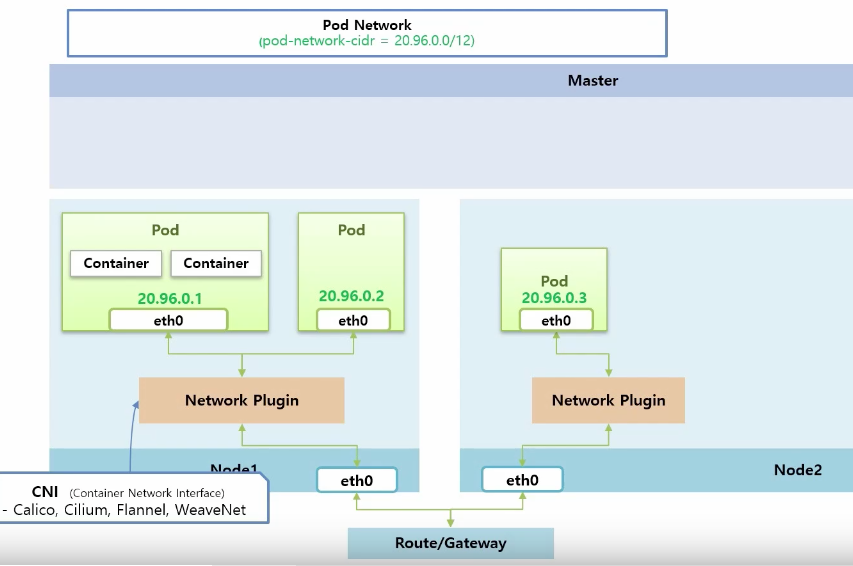 Pod Network
(pod-network-cidr = 20.96.0.0/12)
Master
Pod
Container
Container
20.96.0.1
eth0
Pod
20.96.0.2
eth0
Pod
20.96.0.3
eth0
Network Plugin
Network Plugin
Node1
eth0
eth0
Node2
CNI (Container Network Interface)
- Calico, Cilium, Flannel, WeaveNet
Route/Gateway